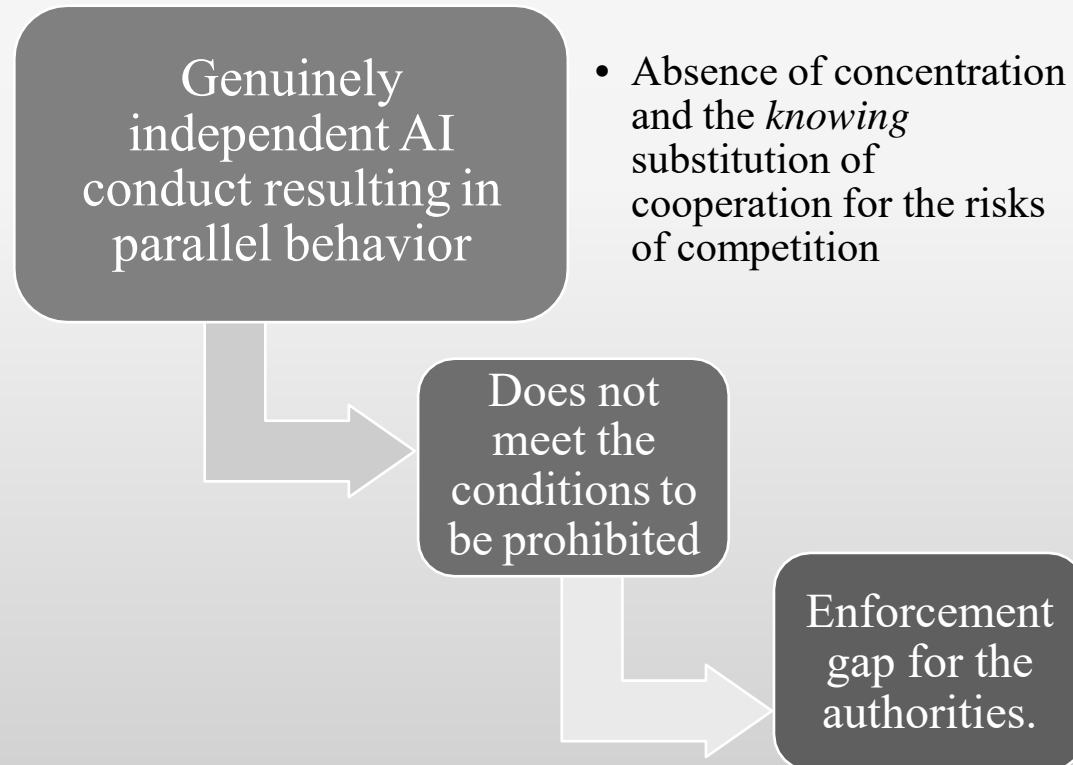 Genuinely
independent AI
conduct resulting in
parallel behavior
• Absence of concentration
and the knowing
substitution of
cooperation for the risks
of competition
Does not
meet the
conditions to
be prohibited
Enforcement
gap for the
authorities.